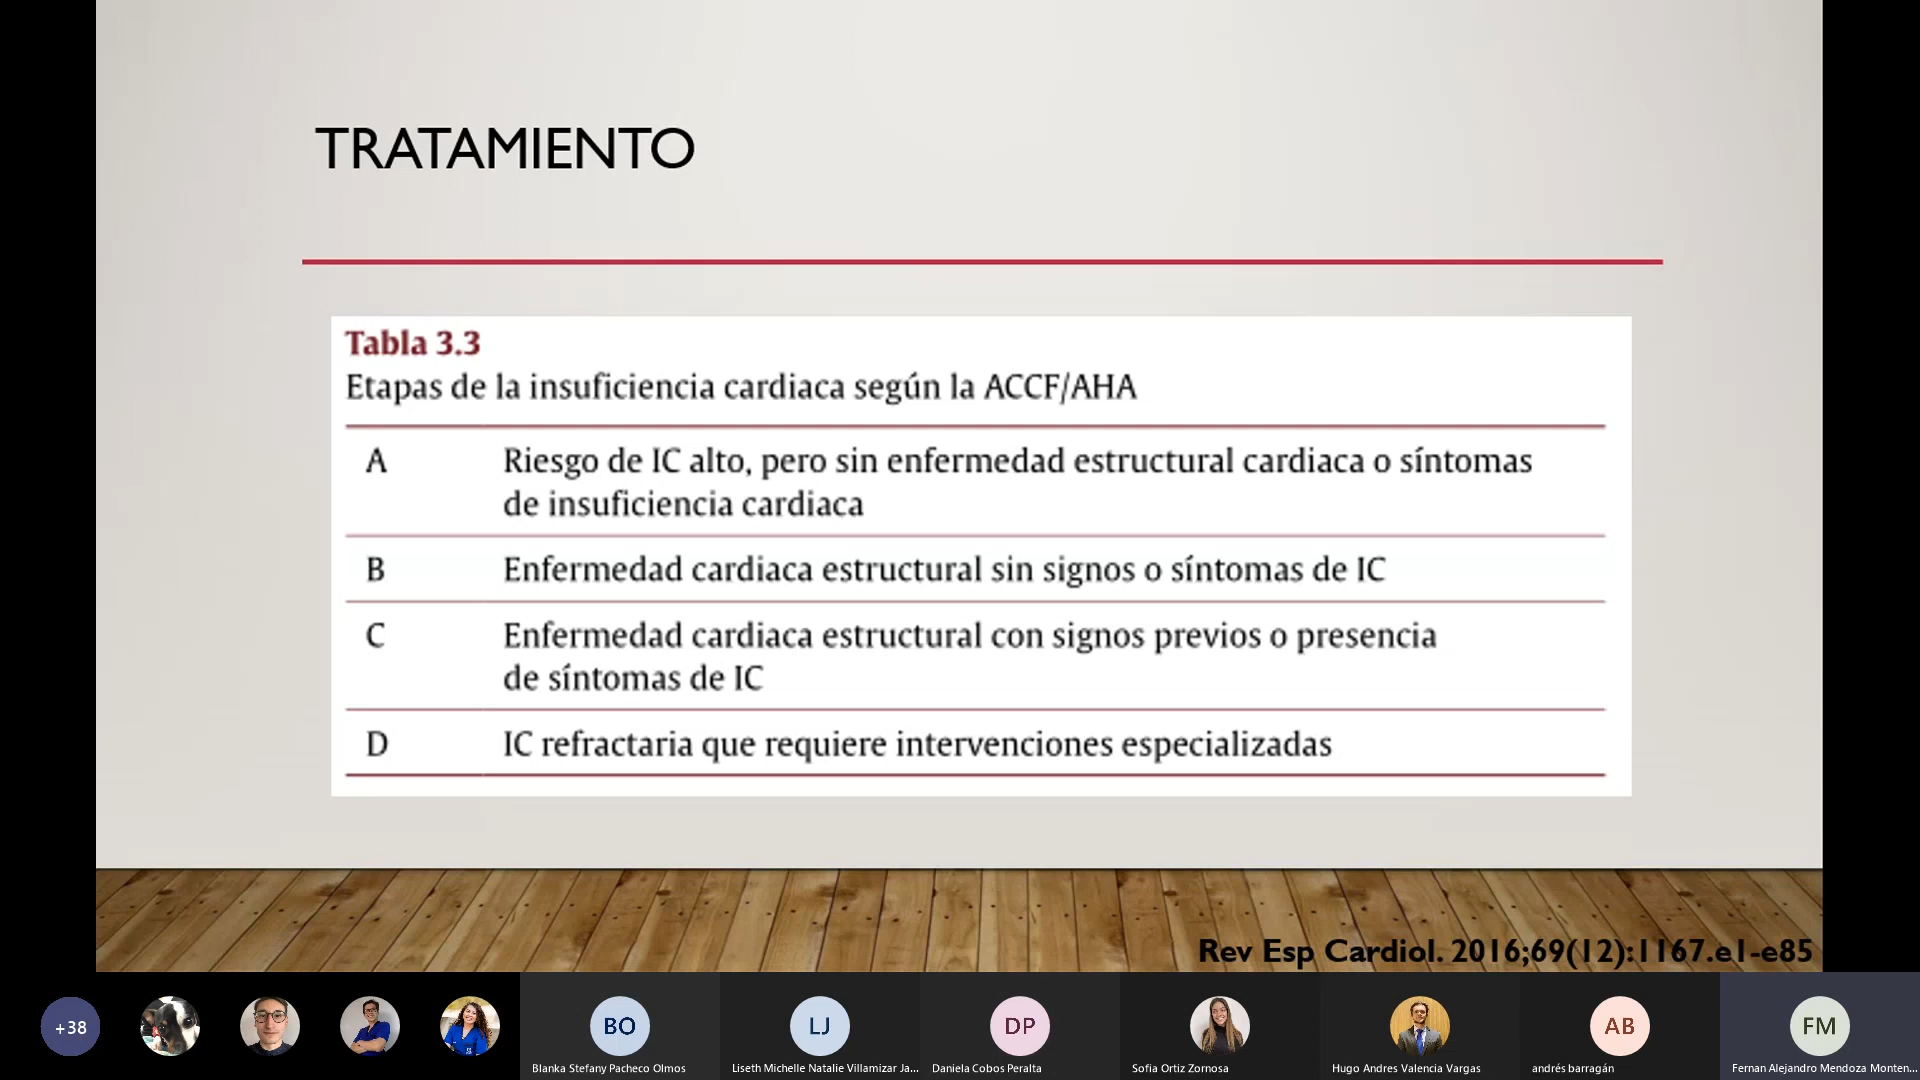 TRATAMIENTO
Tabla 3.3
Etapas de la insuficiencia cardiaca según la ACCF/AHA
A Riesgo de IC alto, pero sin enfermedad estructural cardiaca o síntomas
de insuficiencia cardiaca
B Enfermedad cardiaca estructural sin signos o síntomas de IC
C Enfermedad cardiaca estructural con signos previos o presencia
de síntomas de IC
D IC refractaria que requiere intervenciones especializadas
Rev Esp Cardiol. 2016;69(12):1167.e1-e85
+38 BO LJ DP AB FM
Blanka Stefany Pacheco Olmos Liseth Michelle Natalie Villamizar Ja... Daniela Cobos Peralta Sofia Ortiz Zornosa Hugo Andres Valencia Vargas andrés barragán Fernan Alejandro Mendoza Monten...